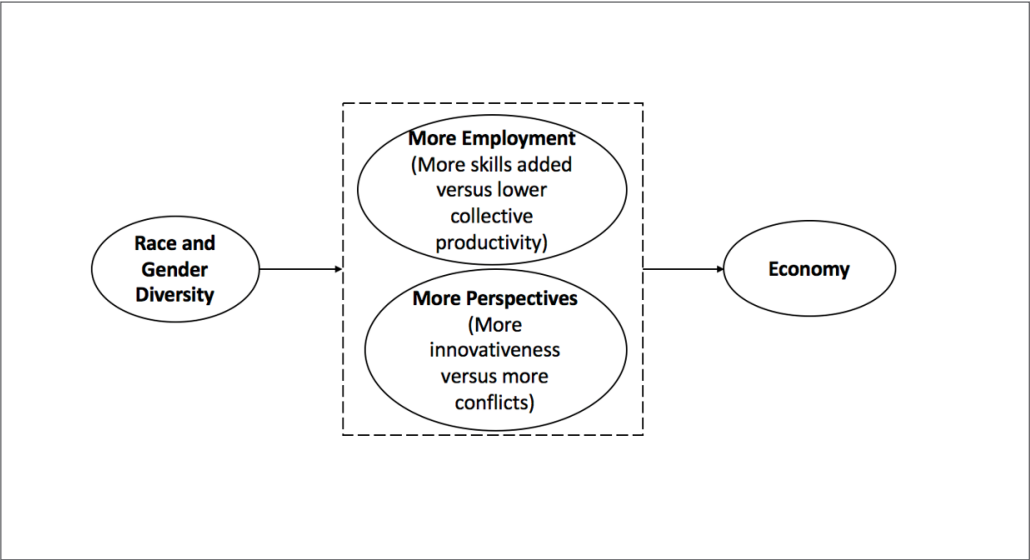 Race and
Gender
Diversity
More Employment
(More skills added
versus lower
collective
productivity)
More Perspectives
(More
innovativeness
versus more
conflicts)
Economy